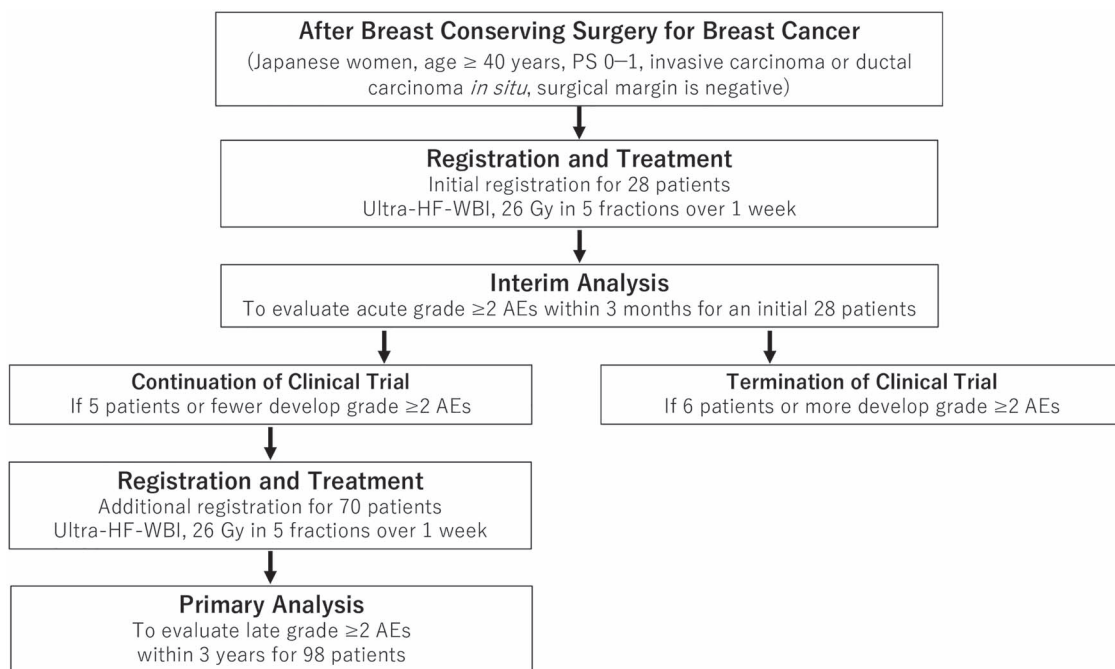 After Breast Conserving Surgery for Breast Cancer
(Japanese women, age ≥ 40 years, PS 0−1, invasive carcinoma or ductal
carcinoma in situ, surgical margin is negative)
Registration and Treatment
Initial registration for 28 patients
Ultra-HF-WBI, 26 Gy in 5 fractions over 1 week
Interim Analysis
To evaluate acute grade ≥2 AEs within 3 months for an initial 28 patients
Continuation of Clinical Trial
If 5 patients or fewer develop grade ≥2 AEs
Termination of Clinical Trial
If 6 patients or more develop grade ≥2 AEs
Registration and Treatment
Additional registration for 70 patients
Ultra-HF-WBI, 26 Gy in 5 fractions over 1 week
Primary Analysis
To evaluate late grade ≥2 AEs
within 3 years for 98 patients